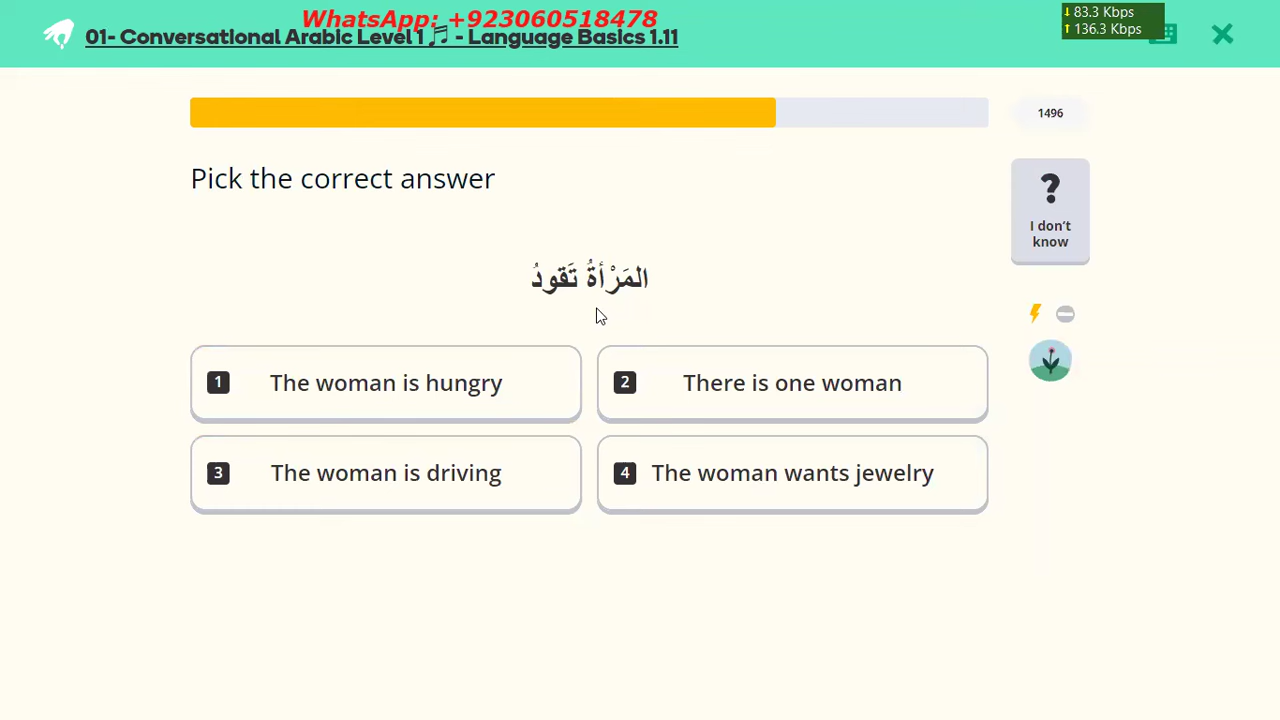 WhatsApp: +923060518478
01- Conversational Arabic Level 1 🎵 - Language Basics 1.11
↓ 83.3 Kbps
↑ 136.3 Kbps
1496
Pick the correct answer
?
I don't
know
المَرْأةُ تَقودُ
1 The woman is hungry
2 There is one woman
3 The woman is driving
4 The woman wants jewelry